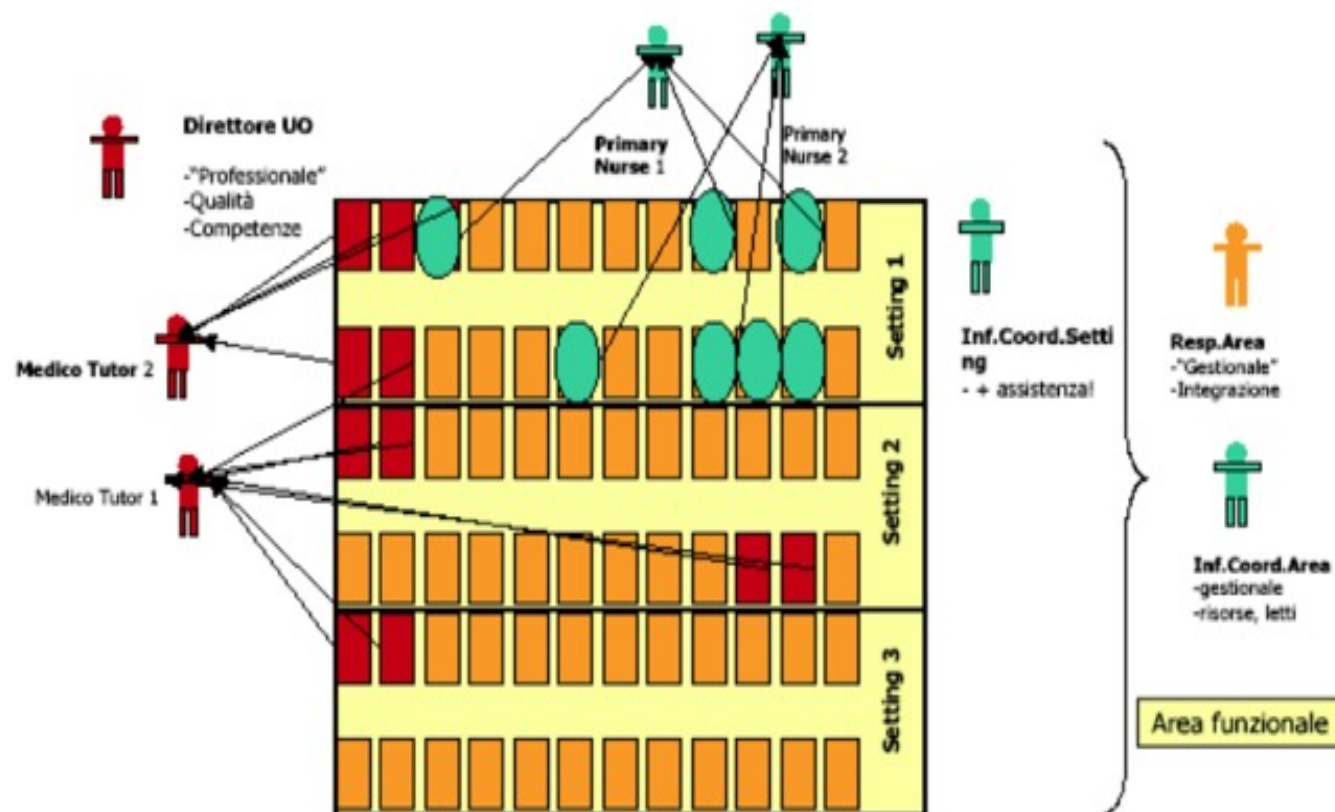 Direttore UO
-"Professionale"
-Qualità
-Competenze
Primary
Nurse 1
Primary
Nurse 2
Medico Tutor 2
Medico Tutor 1
Setting 1
Setting 2
Setting 3
Inf.Coord.Setti
ng
- + assistenza!
Resp.Area
-"Gestionale"
-Integrazione
Inf.Coord.Area
-gestionale
-risorse, letti
Area funzionale